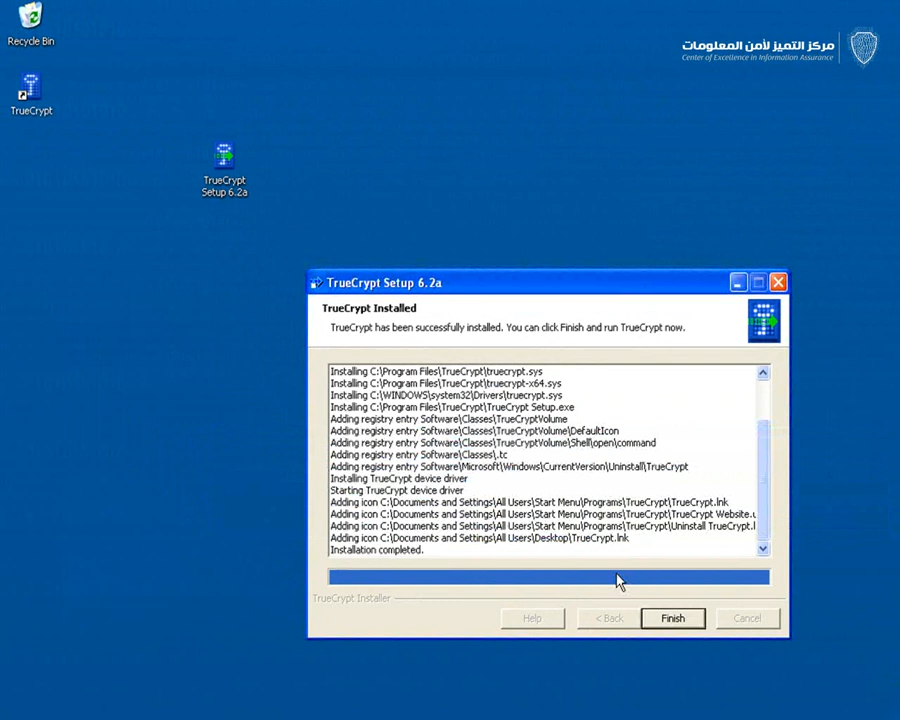 Recycle Bin
TrueCrypt
TrueCrypt
Setup 6.2a
مركز التميز لأمن المعلومات
Center of Excellence in Information Assurance
TrueCrypt Setup 6.2a
TrueCrypt Installed
TrueCrypt has been successfully installed. You can click Finish and run TrueCrypt now.
Installing C:\Program Files\TrueCrypt\truecrypt.sys
Installing C:\Program Files\TrueCrypt\truecrypt-x64.sys
Installing C:\WINDOWS\system32\Drivers\truecrypt.sys
Installing C:\Program Files\TrueCrypt\TrueCrypt Setup.exe
Adding registry entry Software\Classes\TrueCryptVolume
Adding registry entry Software\Classes\TrueCryptVolume\DefaultIcon
Adding registry entry Software\Classes\TrueCryptVolume\Shell\open\command
Adding registry entry Software\Classes\.tc
Adding registry entry Software\Microsoft\Windows\CurrentVersion\Uninstall\TrueCrypt
Installing TrueCrypt device driver
Starting TrueCrypt device driver
Adding icon C:\Documents and Settings\All Users\Start Menu\Programs\TrueCrypt\TrueCrypt.lnk
Adding icon C:\Documents and Settings\All Users\Start Menu\Programs\TrueCrypt\TrueCrypt Website.u
Adding icon C:\Documents and Settings\All Users\Start Menu\Programs\TrueCrypt\Uninstall TrueCrypt.l
Adding icon C:\Documents and Settings\All Users\Desktop\TrueCrypt.lnk
Installation completed.
TrueCrypt Installer
Help
< Back
Finish
Cancel